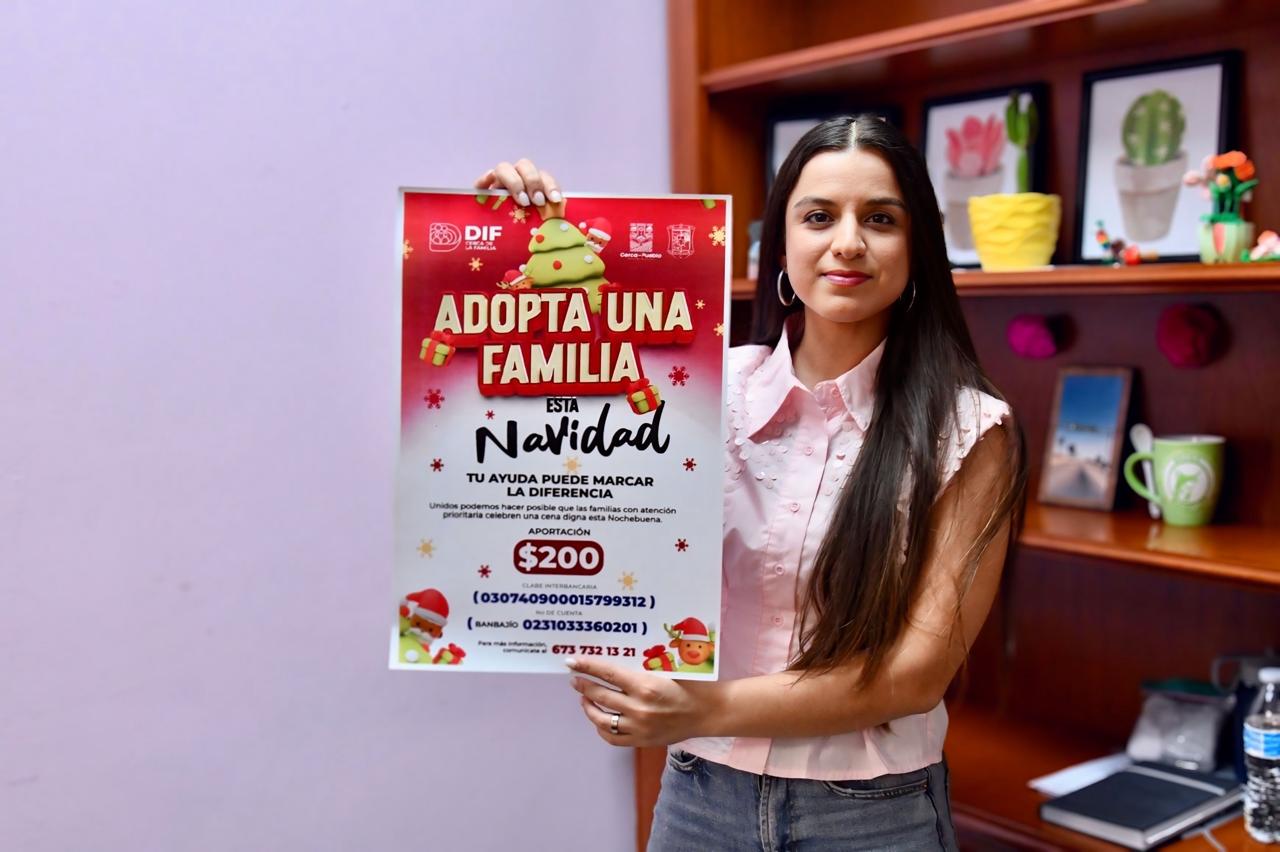 DIF
CERCA DE
LA FAMILIA
Cerca del Pueblo
ADOPTA UNA
FAMILIA
ESTA
Navidad
TU AYUDA PUEDE MARCAR
LA DIFERENCIA
Unidos podemos hacer posible que las familias con atención
prioritaria celebren una cena digna esta Nochebuena.
APORTACIÓN
$200
CLABE INTERBANCARIA
( 030740900015799312 )
No DE CUENTA
( BANBAJÍO 0231033360201 )
Para más información,
comunícate al 673 732 13 21